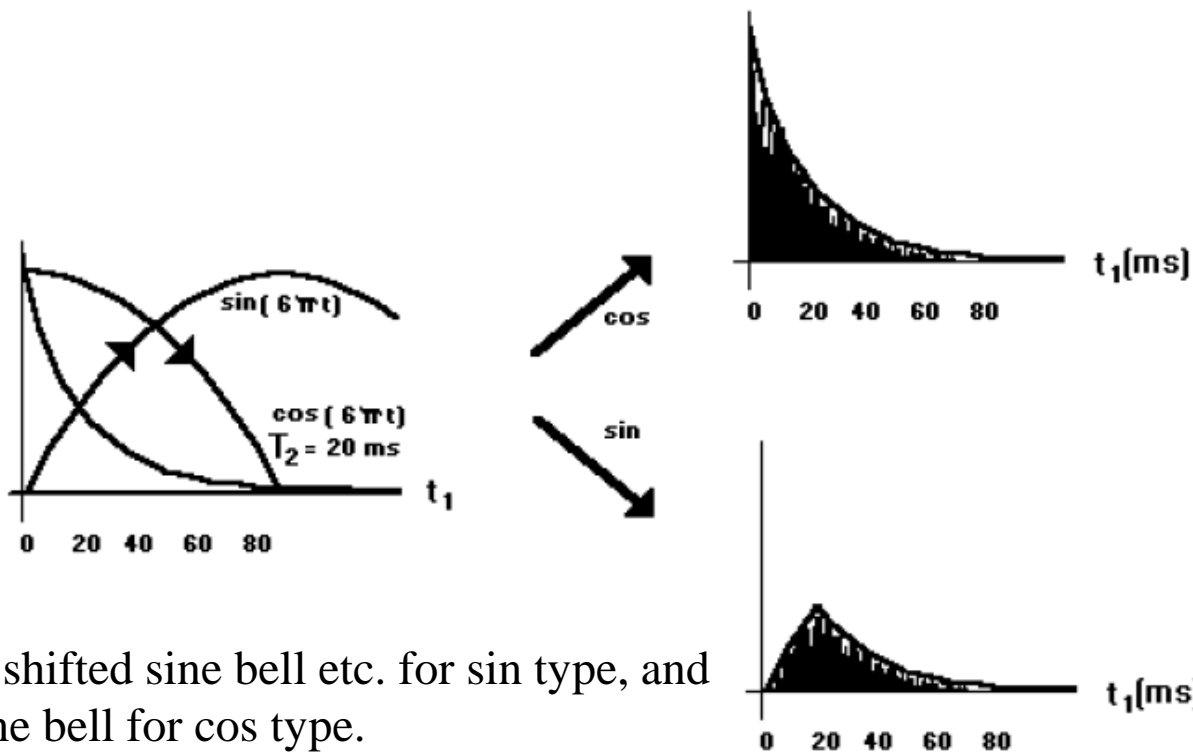 t₁(ms)
0 20 40 60 80
cos
sin
sin( 6πt)
cos( 6πt)
T₂ = 20 ms
t₁
0 20 40 60 80
shifted sine bell etc. for sin type, and
bell for cos type.
t₁(ms
0 20 40 60 80